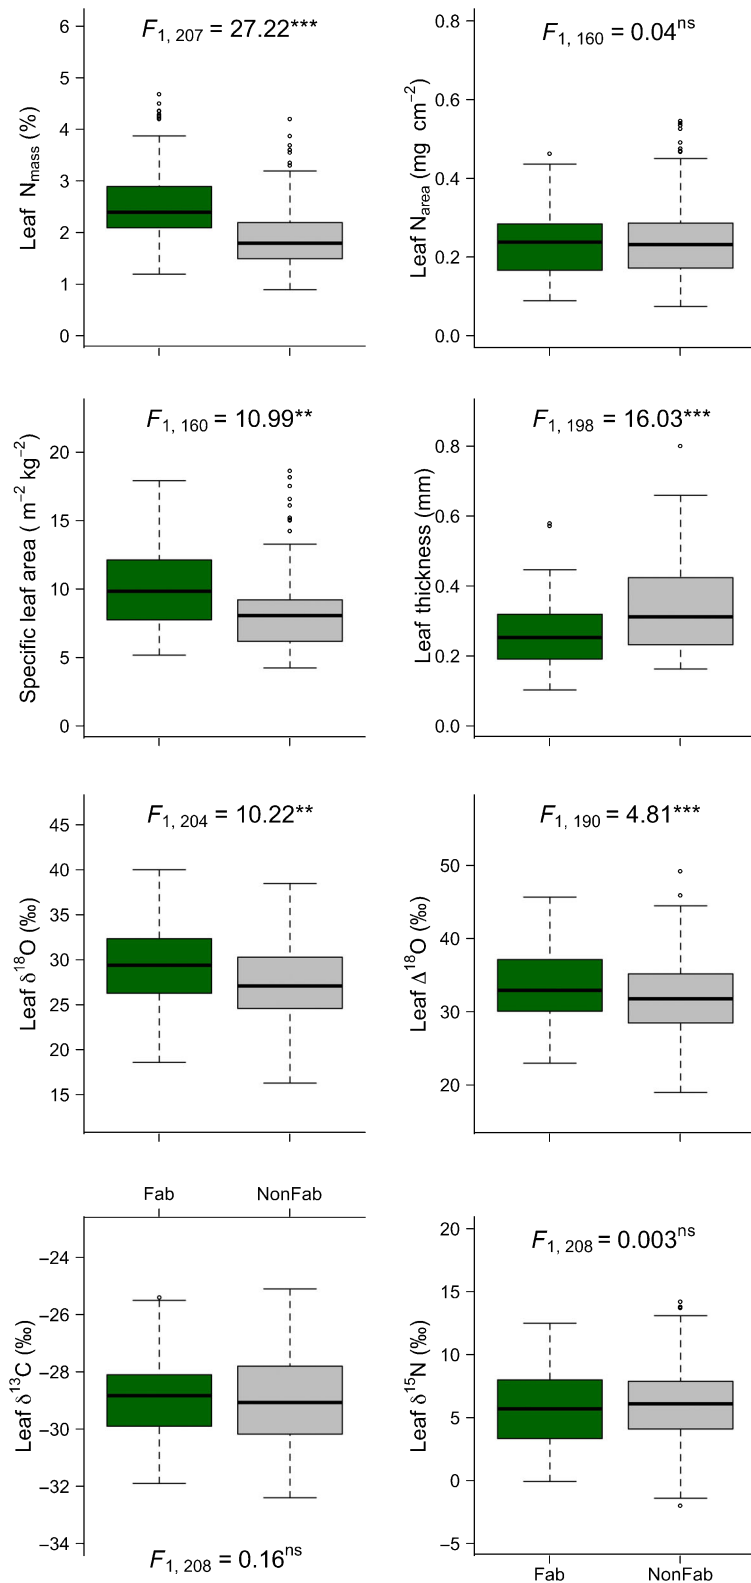 F1, 207 = 27.22***
Leaf Nmass (%)
6
5
4
3
2
1
0
F1, 160 = 0.04ns
Leaf Narea (mg cm−2)
0.8
0.6
0.4
0.2
0.0
F1, 160 = 10.99**
Specific leaf area ( m−2 kg−2)
20
15
10
5
0
F1, 198 = 16.03***
Leaf thickness (mm)
0.8
0.6
0.4
0.2
0.0
F1, 204 = 10.22**
Leaf δ18O (‰)
45
40
35
30
25
20
15
F1, 190 = 4.81***
Leaf Δ18O (‰)
50
40
30
20
Fab NonFab
Leaf δ13C (‰)
−24
−26
−28
−30
−32
−34
F1, 208 = 0.16ns
F1, 208 = 0.003ns
Leaf δ15N (‰)
20
15
10
5
0
−5
Fab NonFab